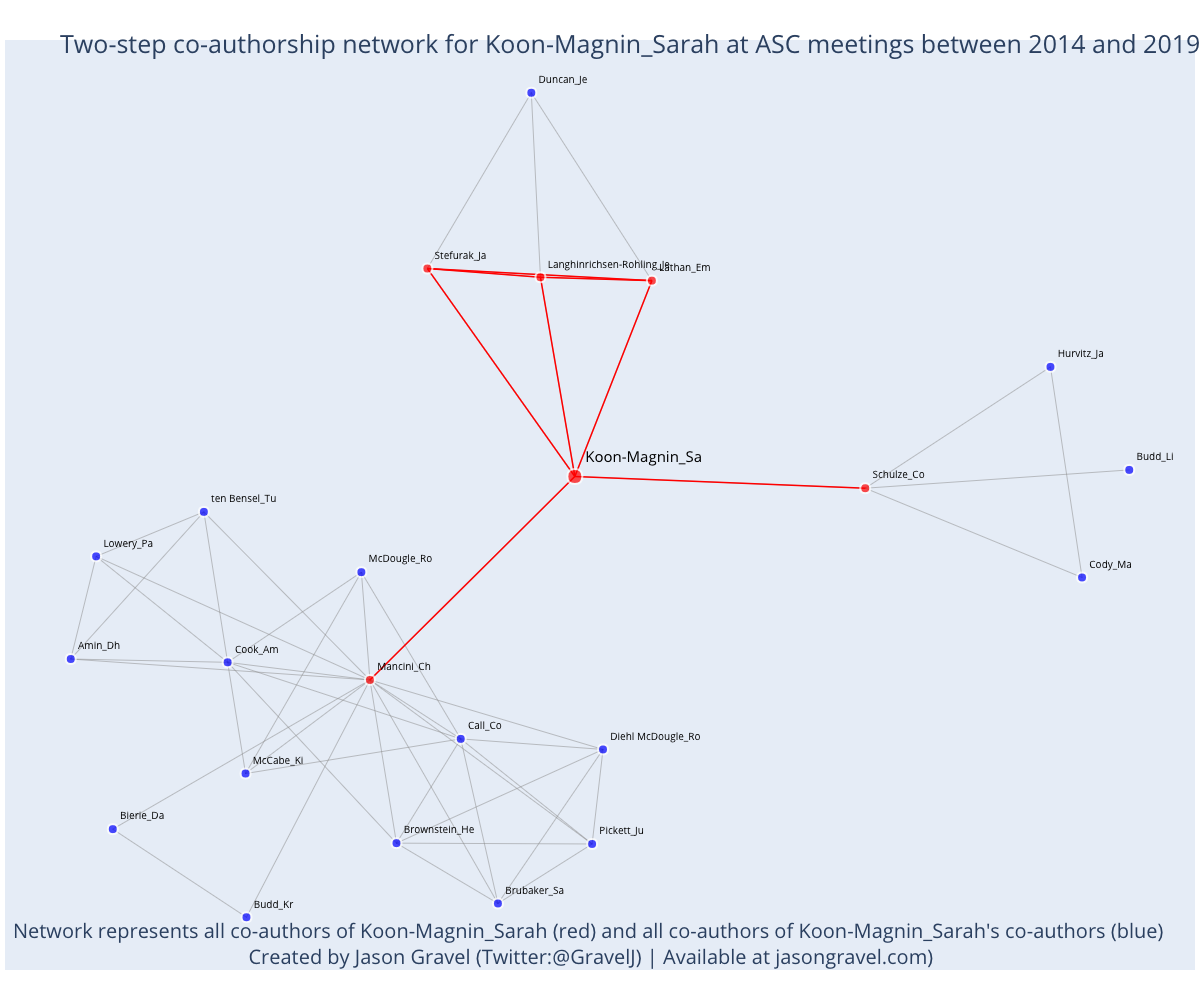 Two-step co-authorship network for Koon-Magnin_Sarah at ASC meetings between 2014 and 2019
Duncan_Je
Stefurak_Ja
Langhinrichsen-Rohling_Je
Lathan_Em
Hurvitz_Ja
Koon-Magnin_Sa
Budd_Li
Schulze_Co
ten Bensel_Tu
Lowery_Pa
McDougle_Ro
Cody_Ma
Amin_Dh
Cook_Am
Mancini_Ch
Call_Co
Diehl McDougle_Ro
McCabe_Ki
Bierie_Da
Brownstein_He
Pickett_Ju
Brubaker_Sa
Budd_Kr
Network represents all co-authors of Koon-Magnin_Sarah (red) and all co-authors of Koon-Magnin_Sarah's co-authors (blue)
Created by Jason Gravel (Twitter:@GravelJ) | Available at jasongravel.com)